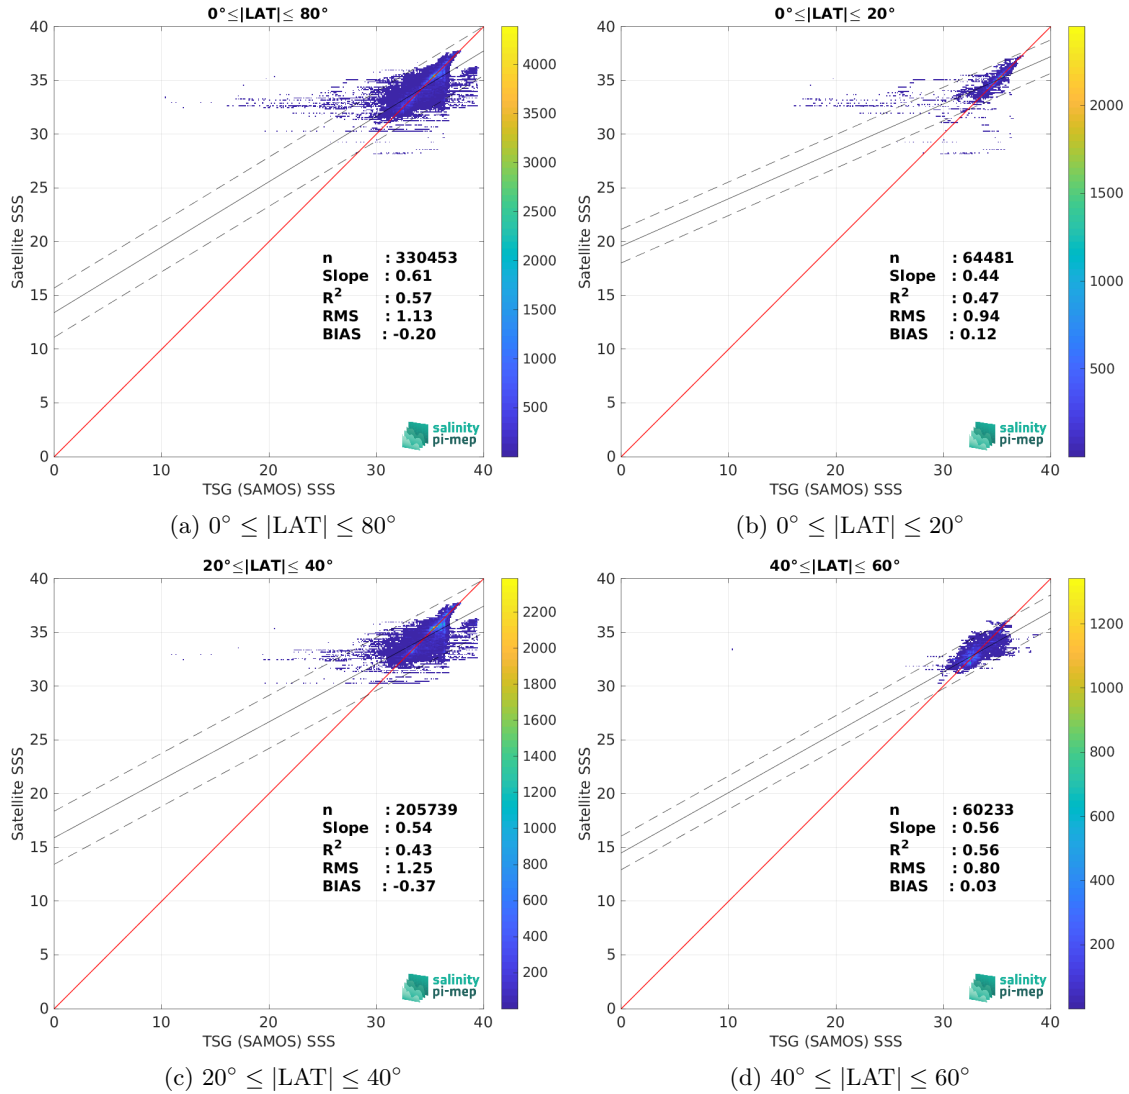 0°≤|LAT|≤ 80°
Satellite SSS
40
35
30
25
20
15
10
5
0
n : 330453
Slope : 0.61
R² : 0.57
RMS : 1.13
BIAS : -0.20
salinity
pi-mep
0 10 20 30 40
TSG (SAMOS) SSS
4000
3500
3000
2500
2000
1500
1000
500
(a) 0° ≤ |LAT| ≤ 80°
0°≤|LAT|≤ 20°
Satellite SSS
40
35
30
25
20
15
10
5
0
n : 64481
Slope : 0.44
R² : 0.47
RMS : 0.94
BIAS : 0.12
salinity
pi-mep
0 10 20 30 40
TSG (SAMOS) SSS
2000
1500
1000
500
(b) 0° ≤ |LAT| ≤ 20°
20°≤|LAT|≤ 40°
Satellite SSS
40
35
30
25
20
15
10
5
0
n : 205739
Slope : 0.54
R² : 0.43
RMS : 1.25
BIAS : -0.37
salinity
pi-mep
0 10 20 30 40
TSG (SAMOS) SSS
2200
2000
1800
1600
1400
1200
1000
800
600
400
200
(c) 20° ≤ |LAT| ≤ 40°
40°≤|LAT|≤ 60°
Satellite SSS
40
35
30
25
20
15
10
5
0
n : 60233
Slope : 0.56
R² : 0.56
RMS : 0.80
BIAS : 0.03
salinity
pi-mep
0 10 20 30 40
TSG (SAMOS) SSS
1200
1000
800
600
400
200
(d) 40° ≤ |LAT| ≤ 60°